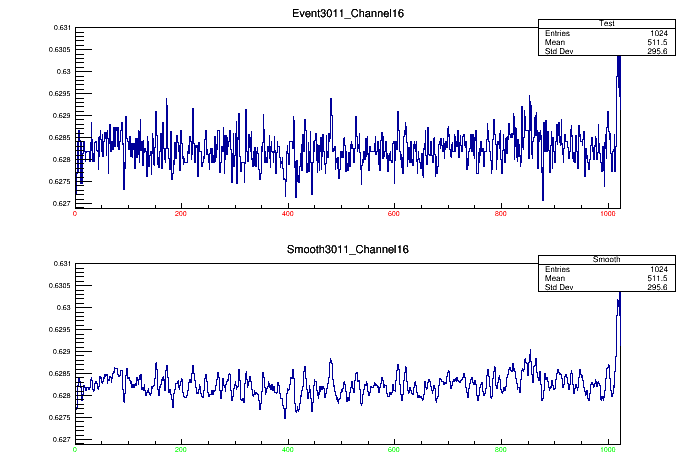 Event3011_Channel16
Test
Entries 1024
Mean 511.5
Std Dev 295.6
0.631
0.6305
0.63
0.6295
0.629
0.6285
0.628
0.6275
0.627
0 200 400 600 800 1000
Smooth3011_Channel16
Smooth
Entries 1024
Mean 511.5
Std Dev 295.6
0.631
0.6305
0.63
0.6295
0.629
0.6285
0.628
0.6275
0.627
0 200 400 600 800 1000